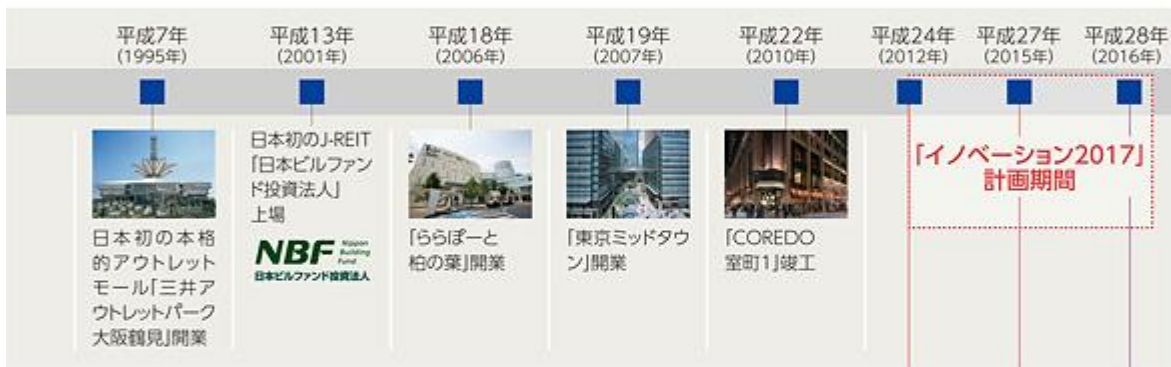 平成7年
(1995年)
平成13年
(2001年)
平成18年
(2006年)
平成19年
(2007年)
平成22年
(2010年)
平成24年
(2012年)
平成27年
(2015年)
平成28年
(2016年)
日本初の本格
的アウトレット
モール「三井ア
ウトレットパーク
大阪鶴見」開業
日本初のJ-REIT
「日本ビルファン
ド投資法人」
上場
NBF Nippon
Building
Fund
日本ビルファンド投資法人
「ららぽーと
柏の葉」開業
「東京ミッドタウ
ン」開業
「COREDO
室町1」竣工
「イノベーション2017」
計画期間